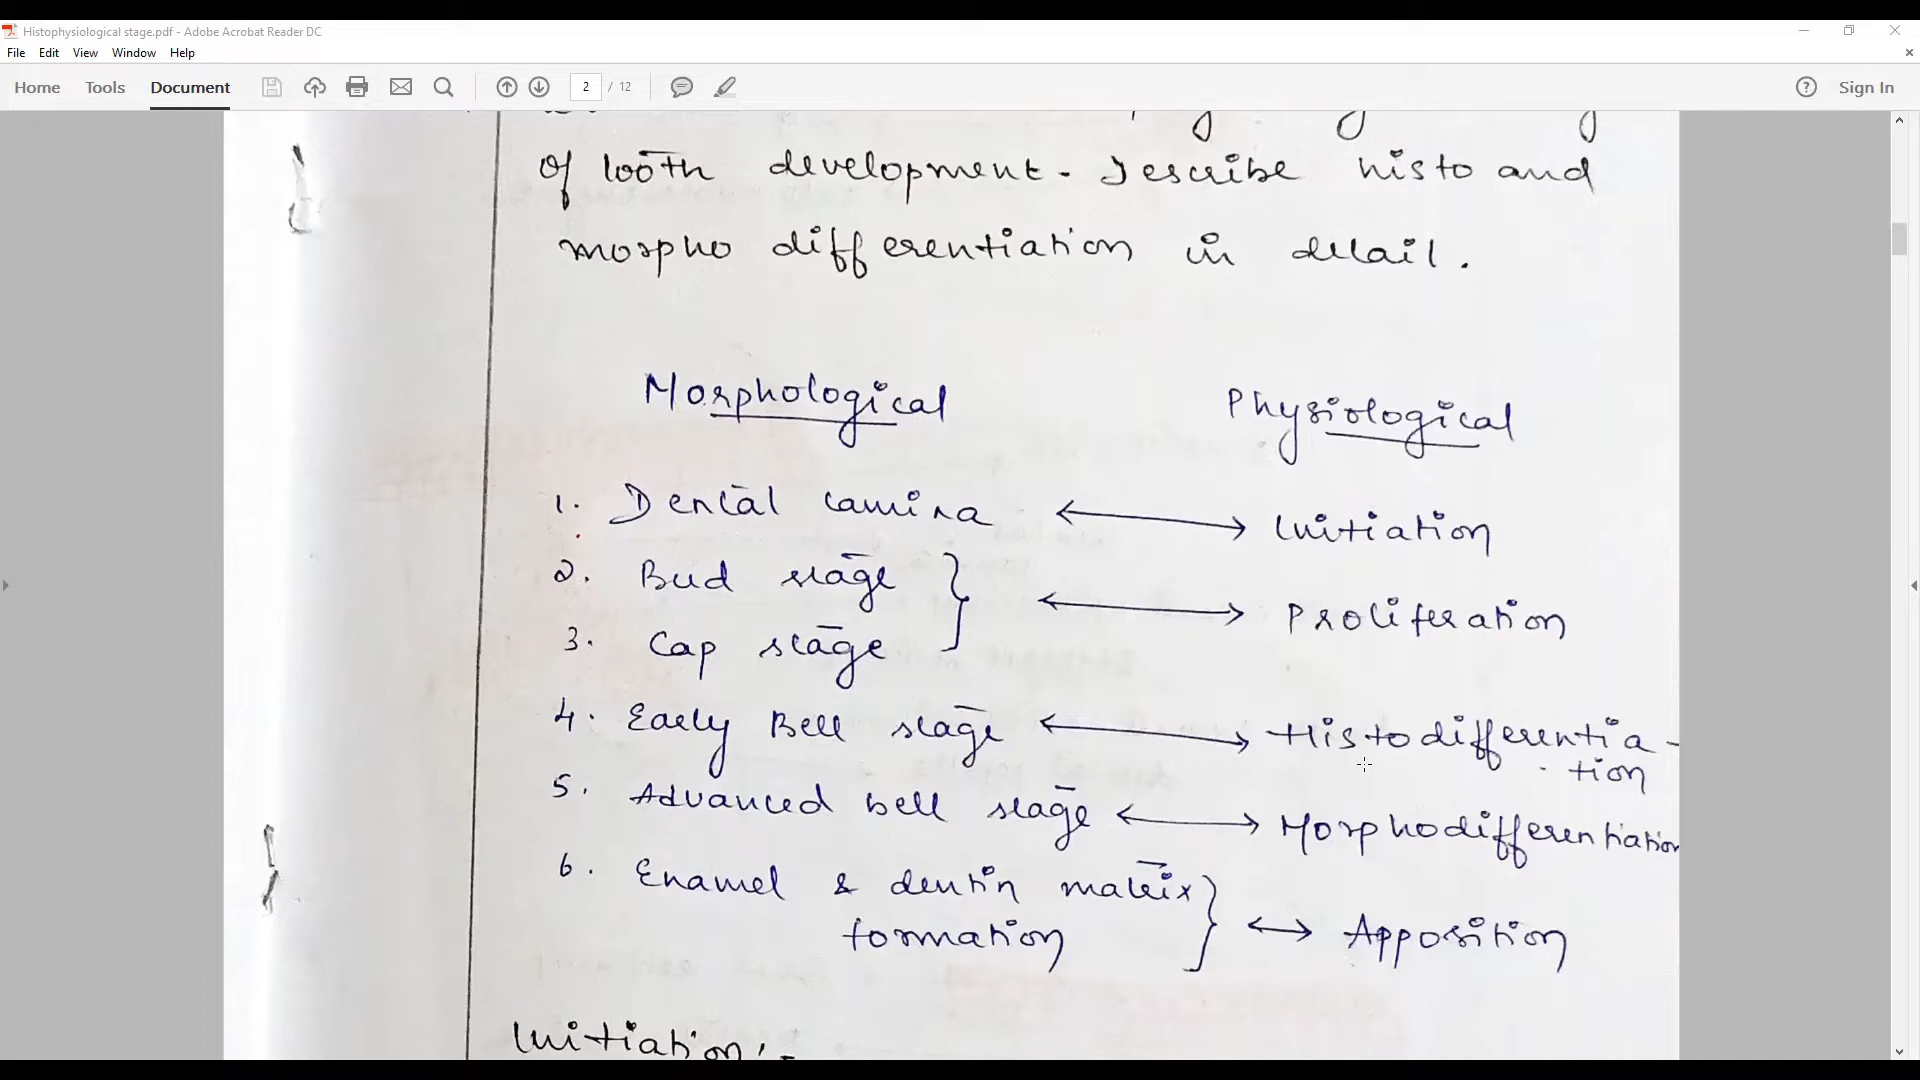 Histophysiological stage.pdf - Adobe Acrobat Reader DC
File Edit View Window Help
Home Tools Document 2 / 12 Sign In
of tooth development. Describe histo and
morpho differentiation in detail.
Morphological Physiological
1. Dental lamina ↔ Initiation
2. Bud stage
3. Cap stage } ↔ Proliferation
4. Early Bell stage ↔ Histodifferentia-
tion
5. Advanced bell stage ↔ Morphodifferentiation
6. Enamel & dentin matrix
formation } ↔ Apposition
Initiation:-